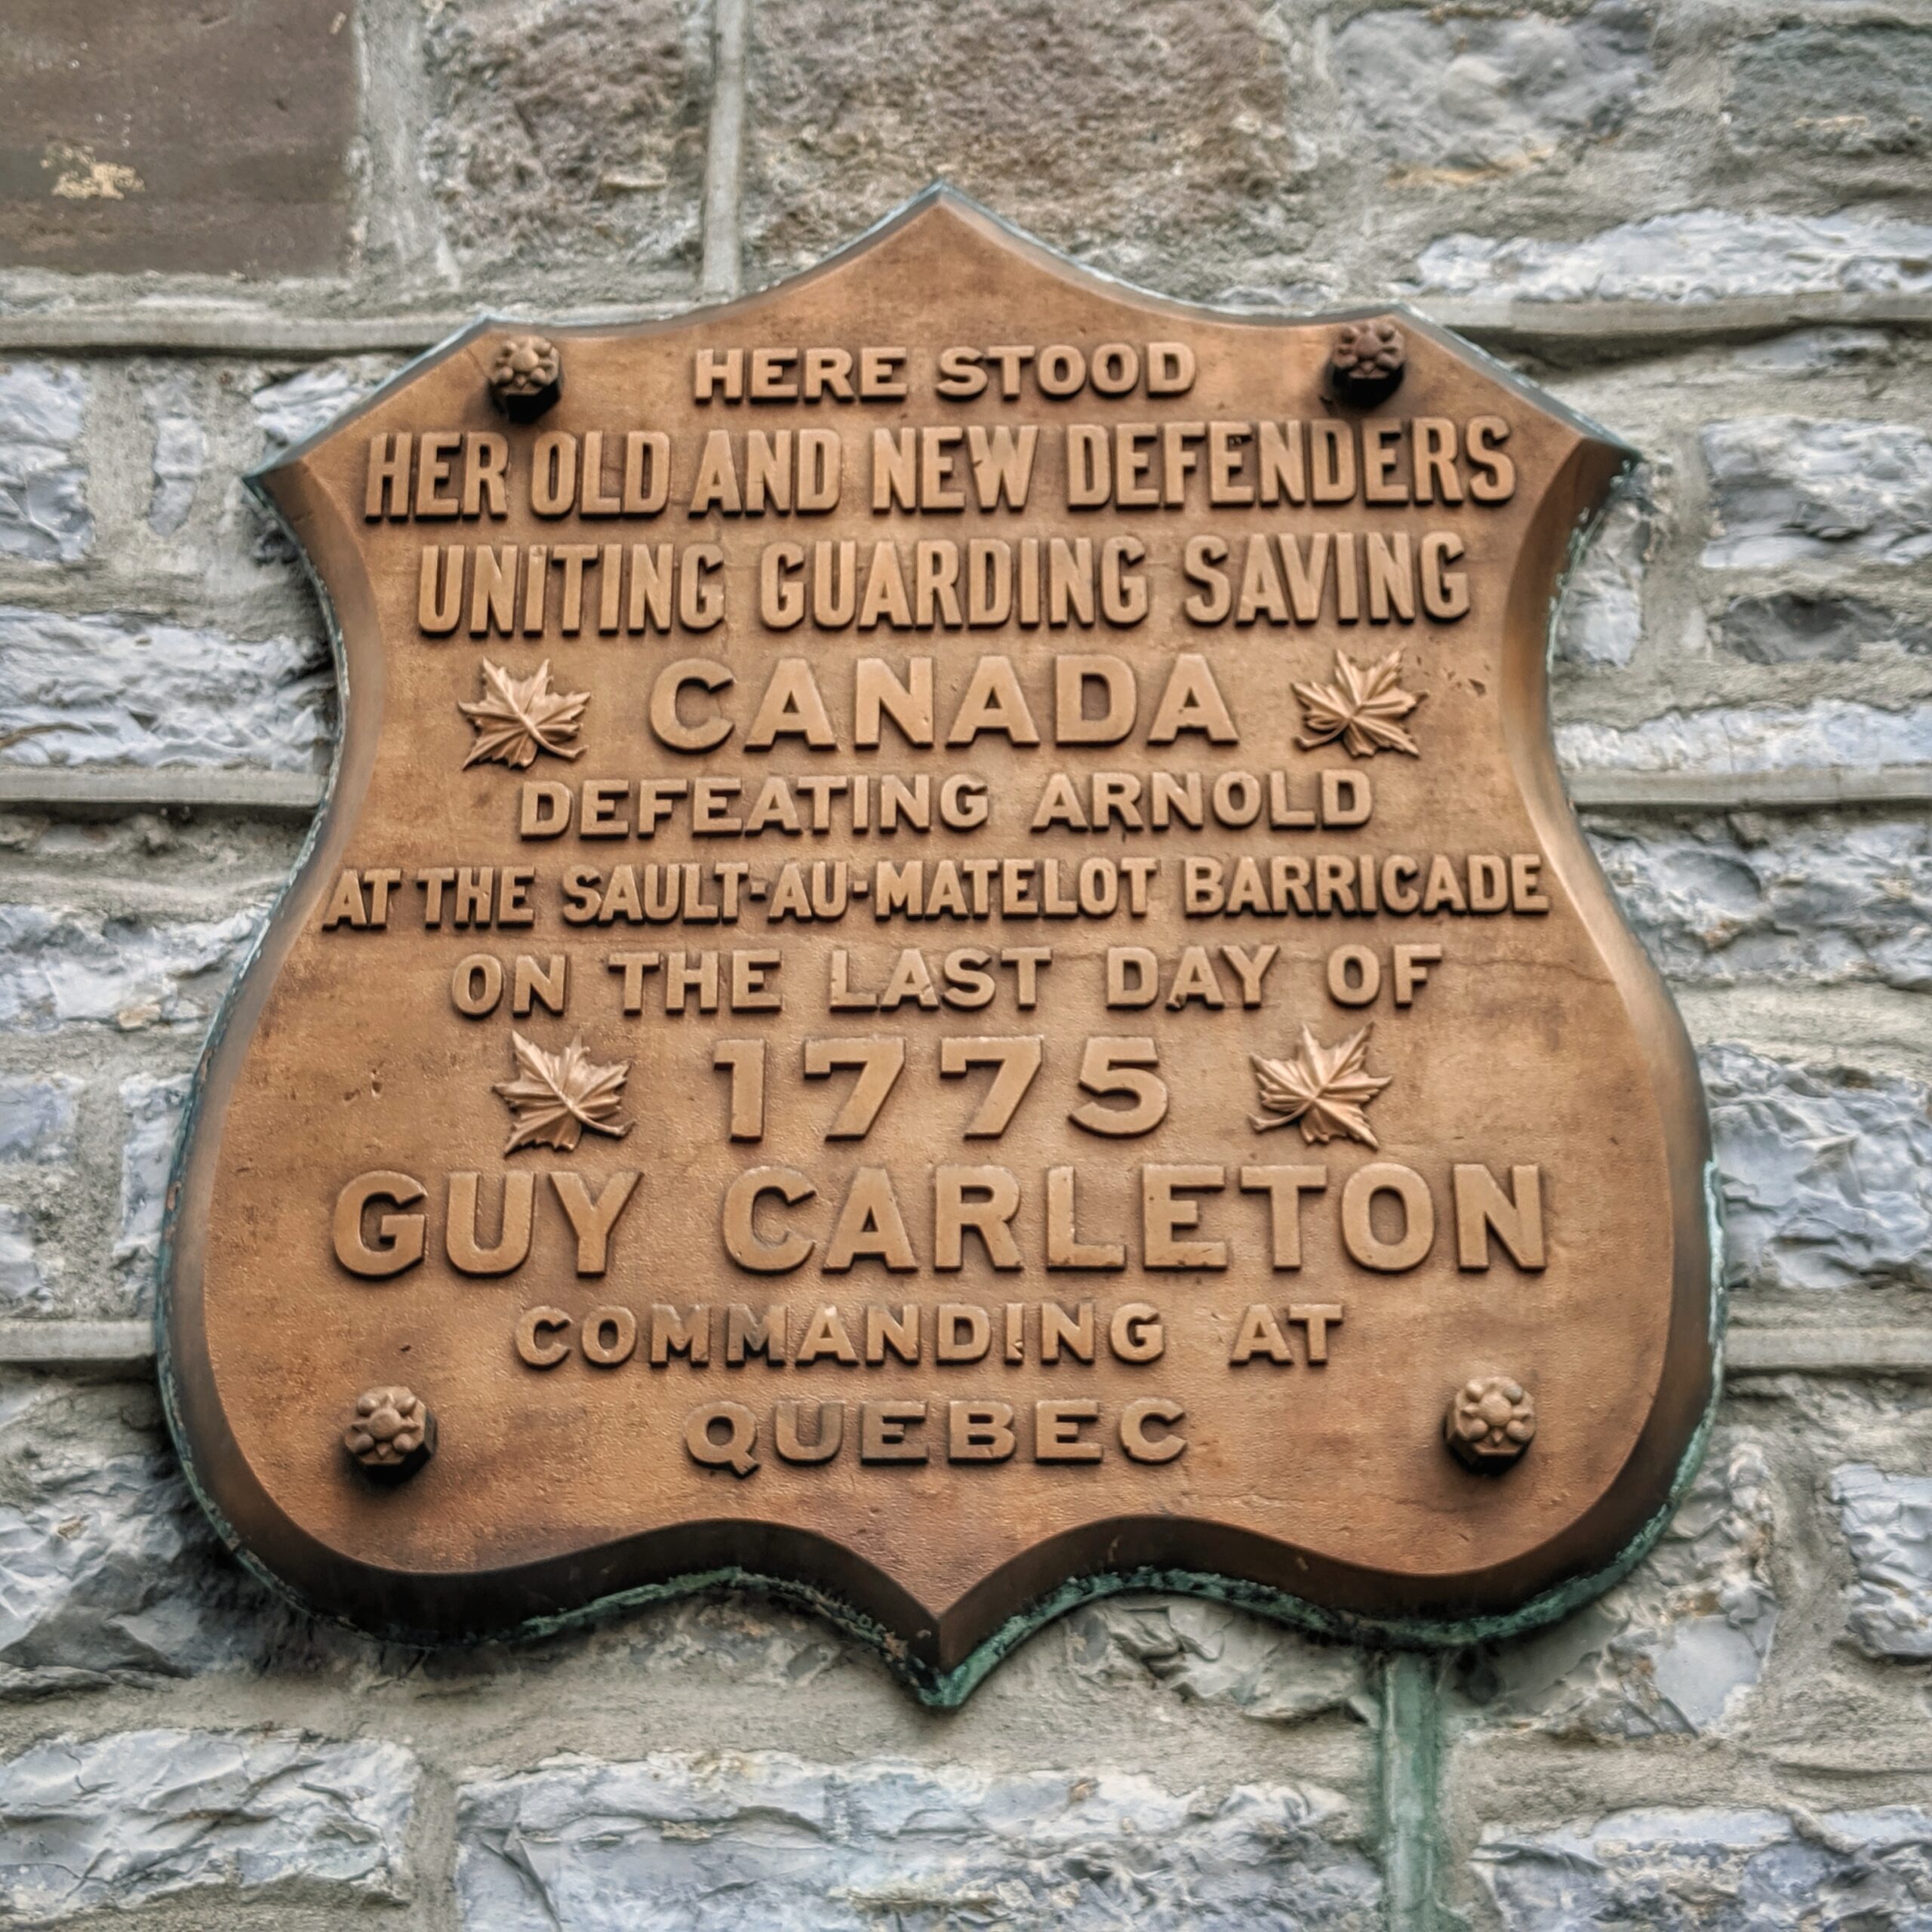 HERE STOOD
HER OLD AND NEW DEFENDERS
UNITING GUARDING SAVING
CANADA
DEFEATING ARNOLD
AT THE SAULT-AU-MATELOT BARRICADE
ON THE LAST DAY OF
1775
GUY CARLETON
COMMANDING AT
QUEBEC